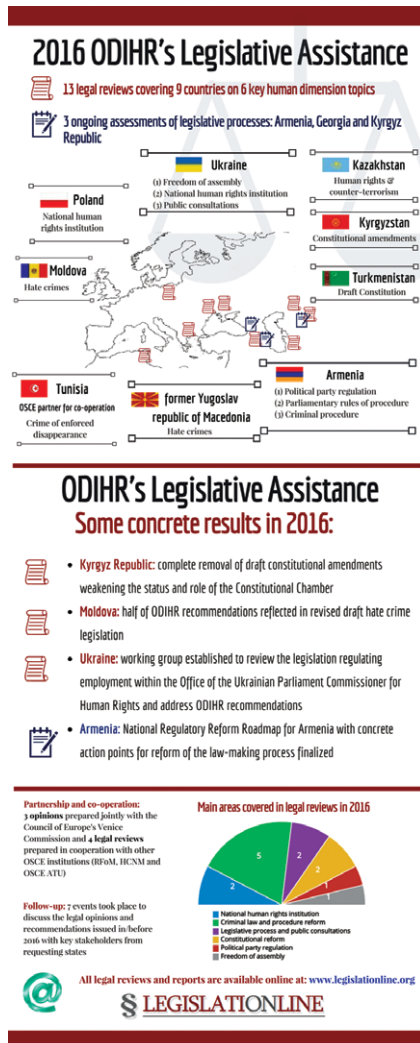 2016 ODIHR's Legislative Assistance
13 legal reviews covering 9 countries on 6 key human dimension topics
3 ongoing assessments of legislative processes: Armenia, Georgia and Kyrgyz
Republic
Ukraine
(1) Freedom of assembly
(2) National human rights institution
(3) Public consultations
Kazakhstan
Human rights &
counter-terrorism
Poland
National human
rights institution
Kyrgyzstan
Constitutional amendments
Moldova
Hate crimes
Turkmenistan
Draft Constitution
Tunisia
OSCE partner for co-operation
Crime of enforced
disappearance
former Yugoslav
republic of Macedonia
Hate crimes
Armenia
(1) Political party regulation
(2) Parliamentary rules of procedure
(3) Criminal procedure
ODIHR's Legislative Assistance
Some concrete results in 2016:
• Kyrgyz Republic: complete removal of draft constitutional amendments
weakening the status and role of the Constitutional Chamber
• Moldova: half of ODIHR recommendations reflected in revised draft hate crime
legislation
• Ukraine: working group established to review the legislation regulating
employment within the Office of the Ukrainian Parliament Commissioner for
Human Rights and address ODIHR recommendations
• Armenia: National Regulatory Reform Roadmap for Armenia with concrete
action points for reform of the law-making process finalized
Partnership and co-operation:
3 opinions prepared jointly with the
Council of Europe's Venice
Commission and 4 legal reviews
prepared in cooperation with other
OSCE institutions (RFoM, HCNM and
OSCE ATU)
Follow-up: 7 events took place to
discuss the legal opinions and
recommendations issued in/before
2016 with key stakeholders from
requesting states
Main areas covered in legal reviews in 2016
5
2
2
2
1
1
National human rights institution
Criminal law and procedure reform
Legislative process and public consultations
Constitutional reform
Political party regulation
Freedom of assembly
@
All legal reviews and reports are available online at: www.legislationline.org
§ LEGISLATIONLINE